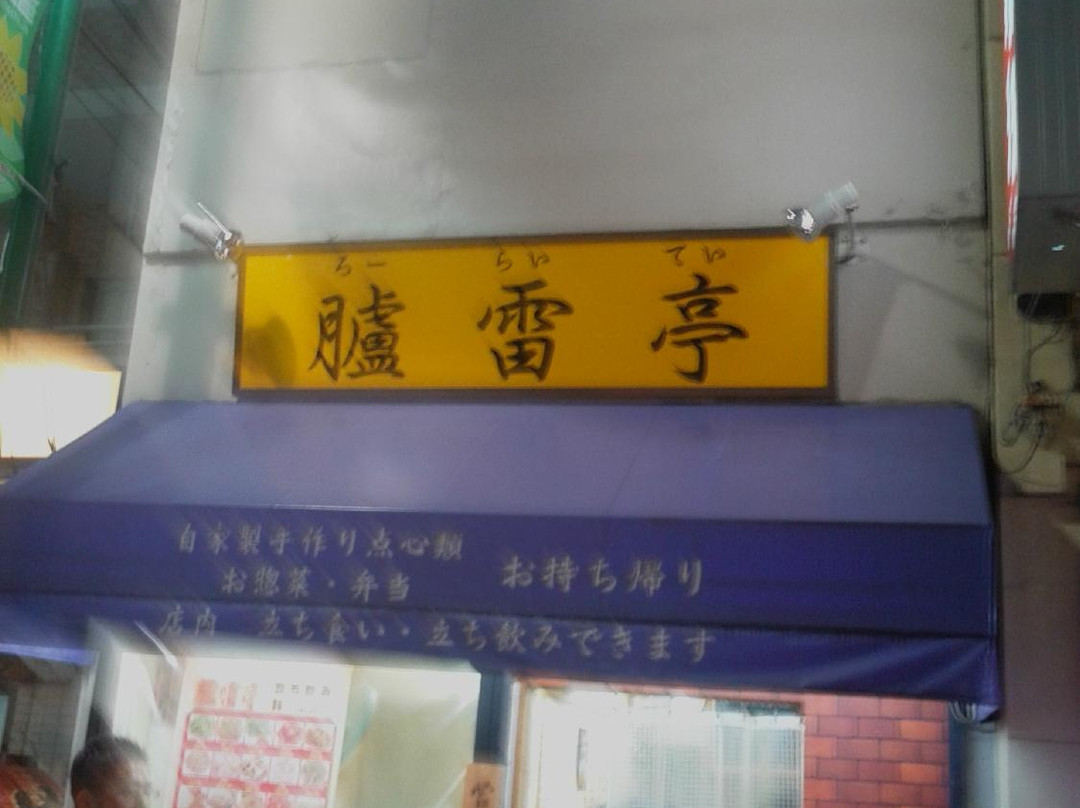 ろー らい てい
臚雷亭
自家製手作り点心類
お惣菜・弁当
お持ち帰り
店内 立ち食い・立ち飲みできます